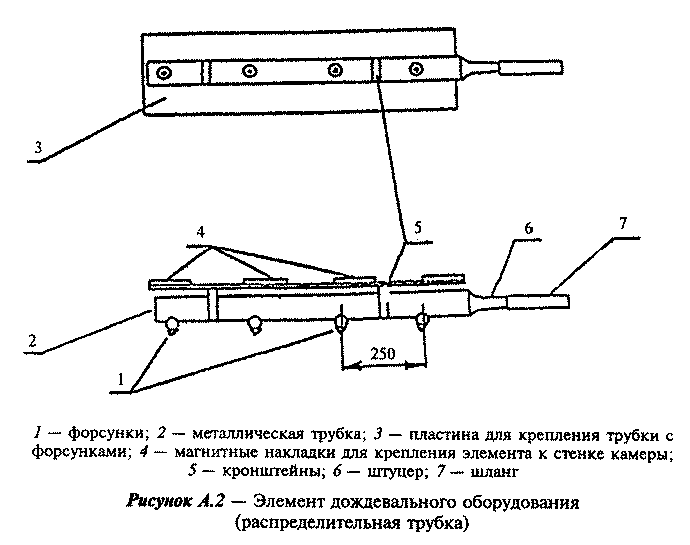 3
4
5
6
7
2
1
250
1 — форсунки; 2 — металлическая трубка; 3 — пластина для крепления трубки с
форсунками; 4 — магнитные накладки для крепления элемента к стенке камеры;
5 — кронштейны; 6 — штуцер; 7 — шланг
Рисунок А.2 — Элемент дождевального оборудования
(распределительная трубка)